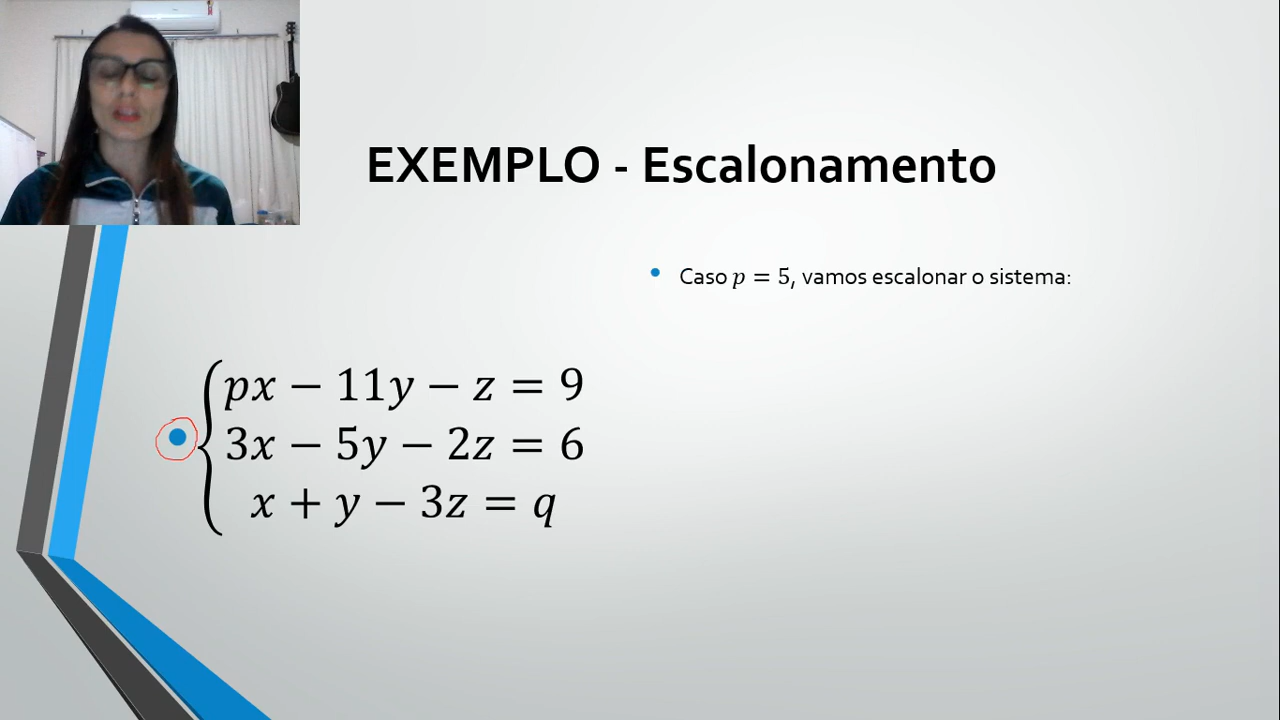 EXEMPLO - Escalonamento
• Caso p = 5, vamos escalonar o sistema:
px − 11y − z = 9
3x − 5y − 2z = 6
x + y − 3z = q